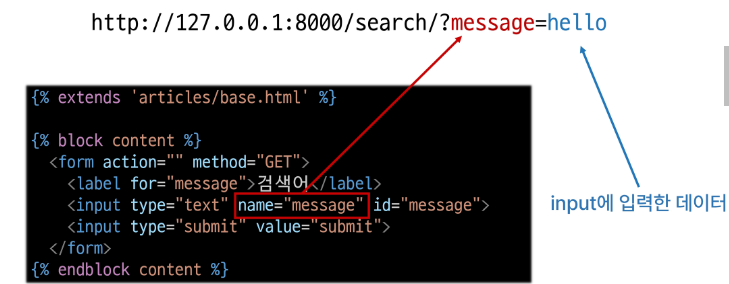 http://127.0.0.1:8000/search/?message=hello
{% extends 'articles/base.html' %}
{% block content %}
<form action="" method="GET">
<label for="message">검색어</label>
<input type="text" name="message" id="message">
<input type="submit" value="submit">
</form>
{% endblock content %}
input에 입력한 데이터